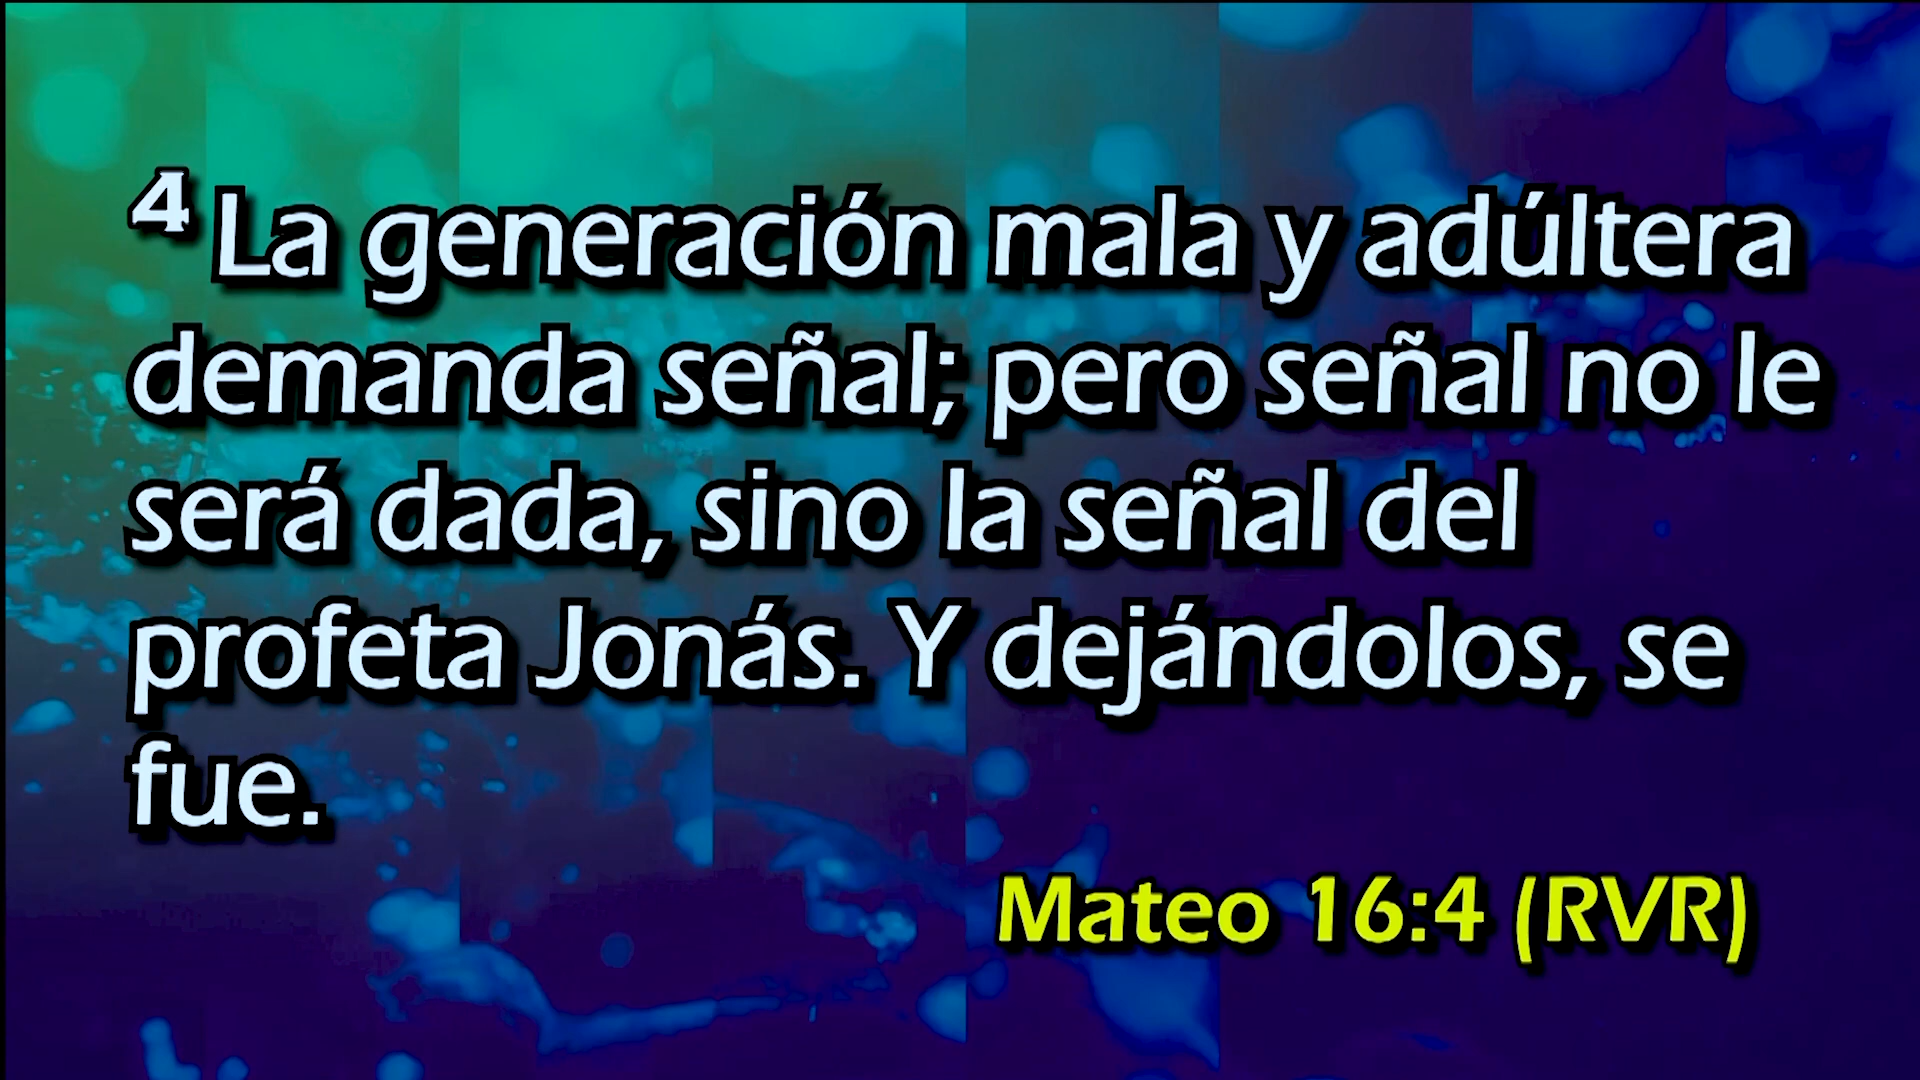 4 La generación mala y adúltera
demanda señal; pero señal no le
será dada, sino la señal del
profeta Jonás. Y dejándolos, se
fue.
Mateo 16:4 (RVR)